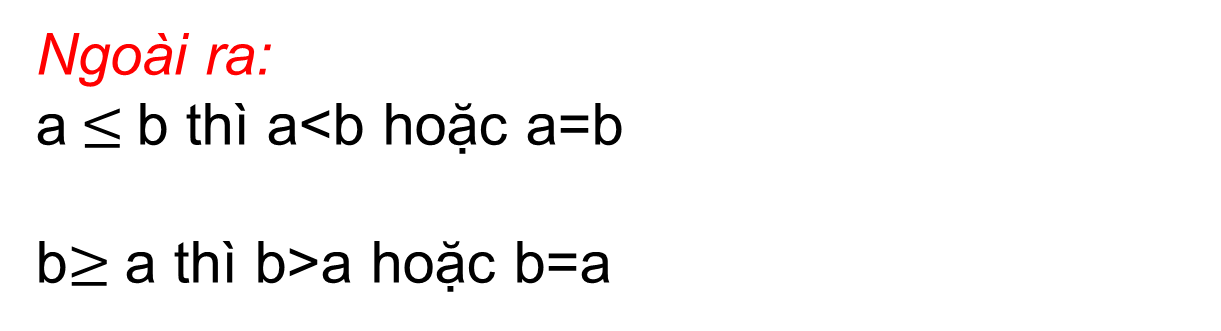 Ngoài ra:
a ≤ b thì a<b hoặc a=b
b≥ a thì b>a hoặc b=a